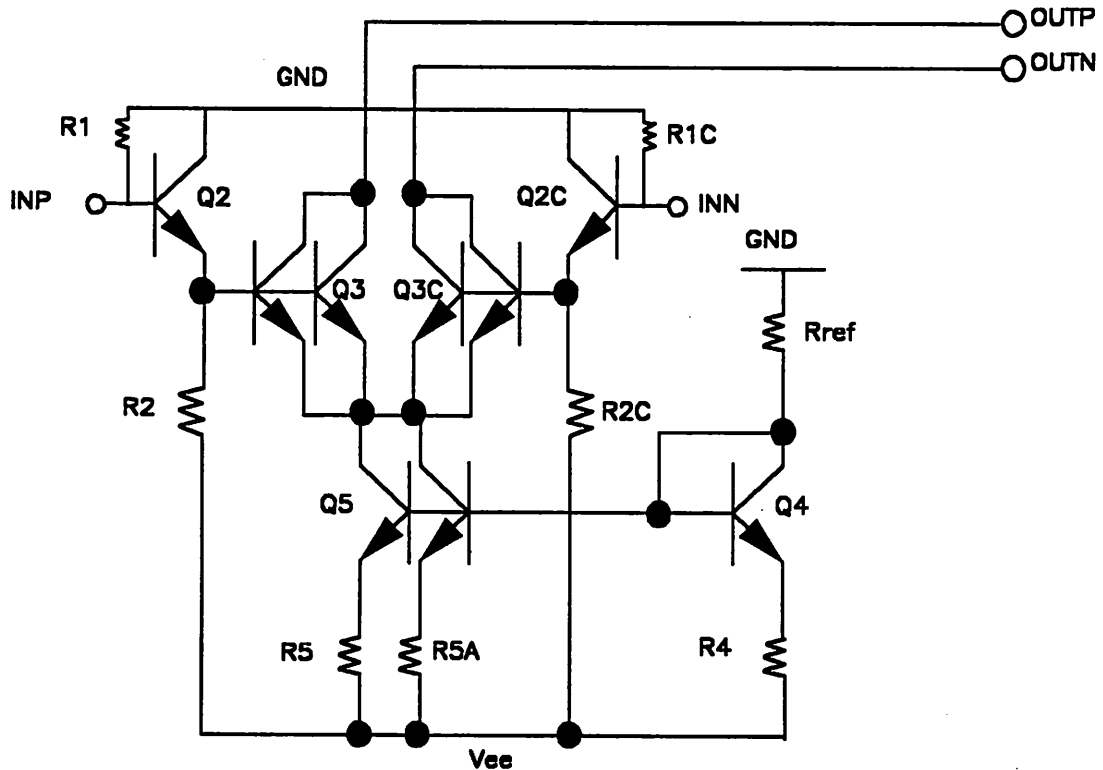 OUTP
OUTN
GND
R1
R1C
INP
Q2
Q2C
INN
GND
Q3
Q3C
Rref
R2
R2C
Q5
Q4
R5
R5A
R4
Vee